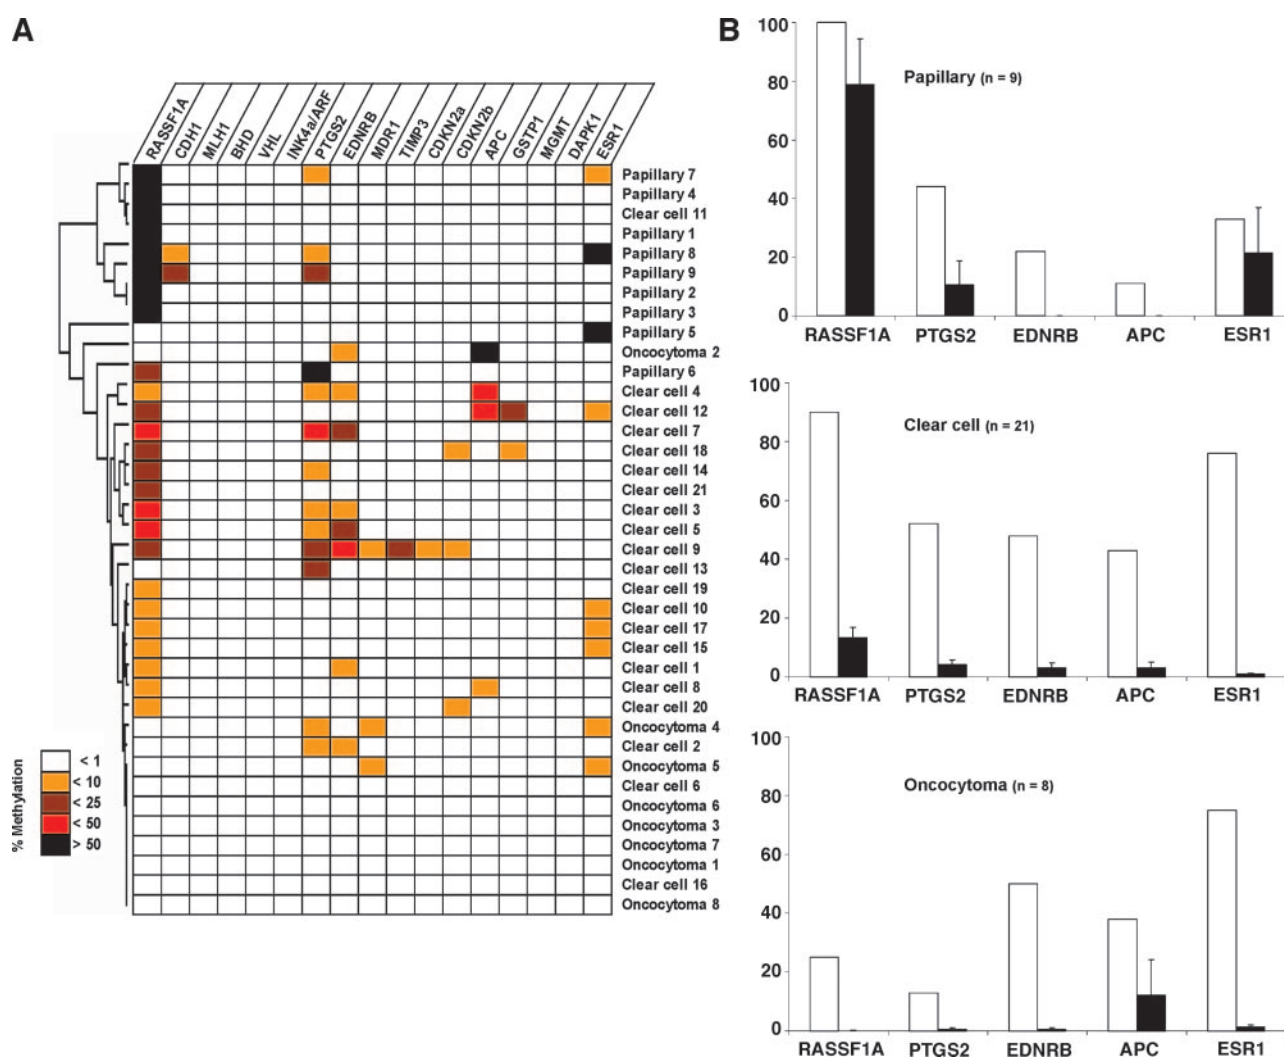 A
RASSF1A
CDH1
MLH1
BHD
VHL
INK4a/ARF
PTGS2
EDNRB
MDR1
TIMP3
CDKN2a
CDKN2b
APC
GSTP1
MGMT
DAPK1
ESR1
Papillary 7
Papillary 4
Clear cell 11
Papillary 1
Papillary 8
Papillary 9
Papillary 2
Papillary 3
Papillary 5
Oncocytoma 2
Papillary 6
Clear cell 4
Clear cell 12
Clear cell 7
Clear cell 18
Clear cell 14
Clear cell 21
Clear cell 3
Clear cell 5
Clear cell 9
Clear cell 13
Clear cell 19
Clear cell 10
Clear cell 17
Clear cell 15
Clear cell 1
Clear cell 8
Clear cell 20
Oncocytoma 4
Clear cell 2
Oncocytoma 5
Clear cell 6
Oncocytoma 6
Oncocytoma 3
Oncocytoma 7
Oncocytoma 1
Clear cell 16
Oncocytoma 8
% Methylation
< 1
< 10
< 25
< 50
> 50
B
Papillary (n = 9)
100
80
60
40
20
0
RASSF1A PTGS2 EDNRB APC ESR1
Clear cell (n = 21)
100
80
60
40
20
0
RASSF1A PTGS2 EDNRB APC ESR1
Oncocytoma (n = 8)
100
80
60
40
20
0
RASSF1A PTGS2 EDNRB APC ESR1